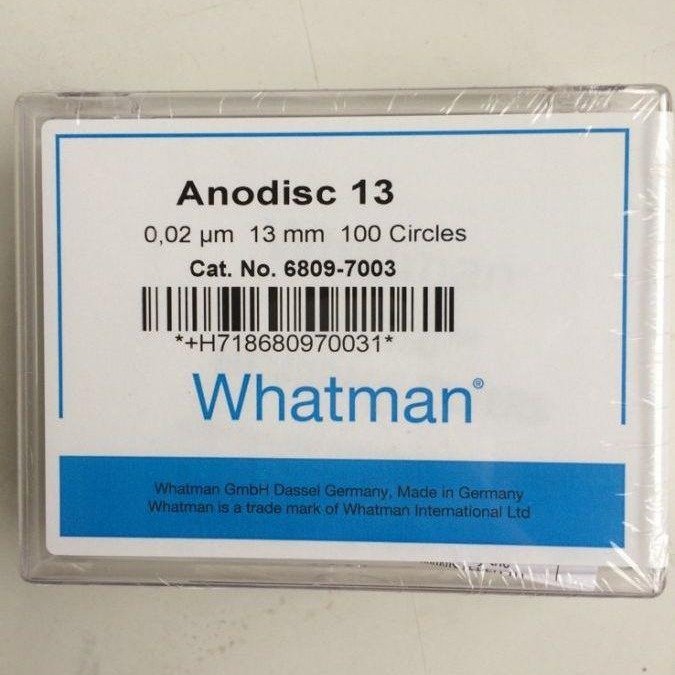 Anodisc 13
0,02 µm 13 mm 100 Circles
Cat. No. 6809-7003
*+H718680970031*
Whatman®
Whatman GmbH Dassel Germany, Made in Germany
Whatman is a trade mark of Whatman International Ltd